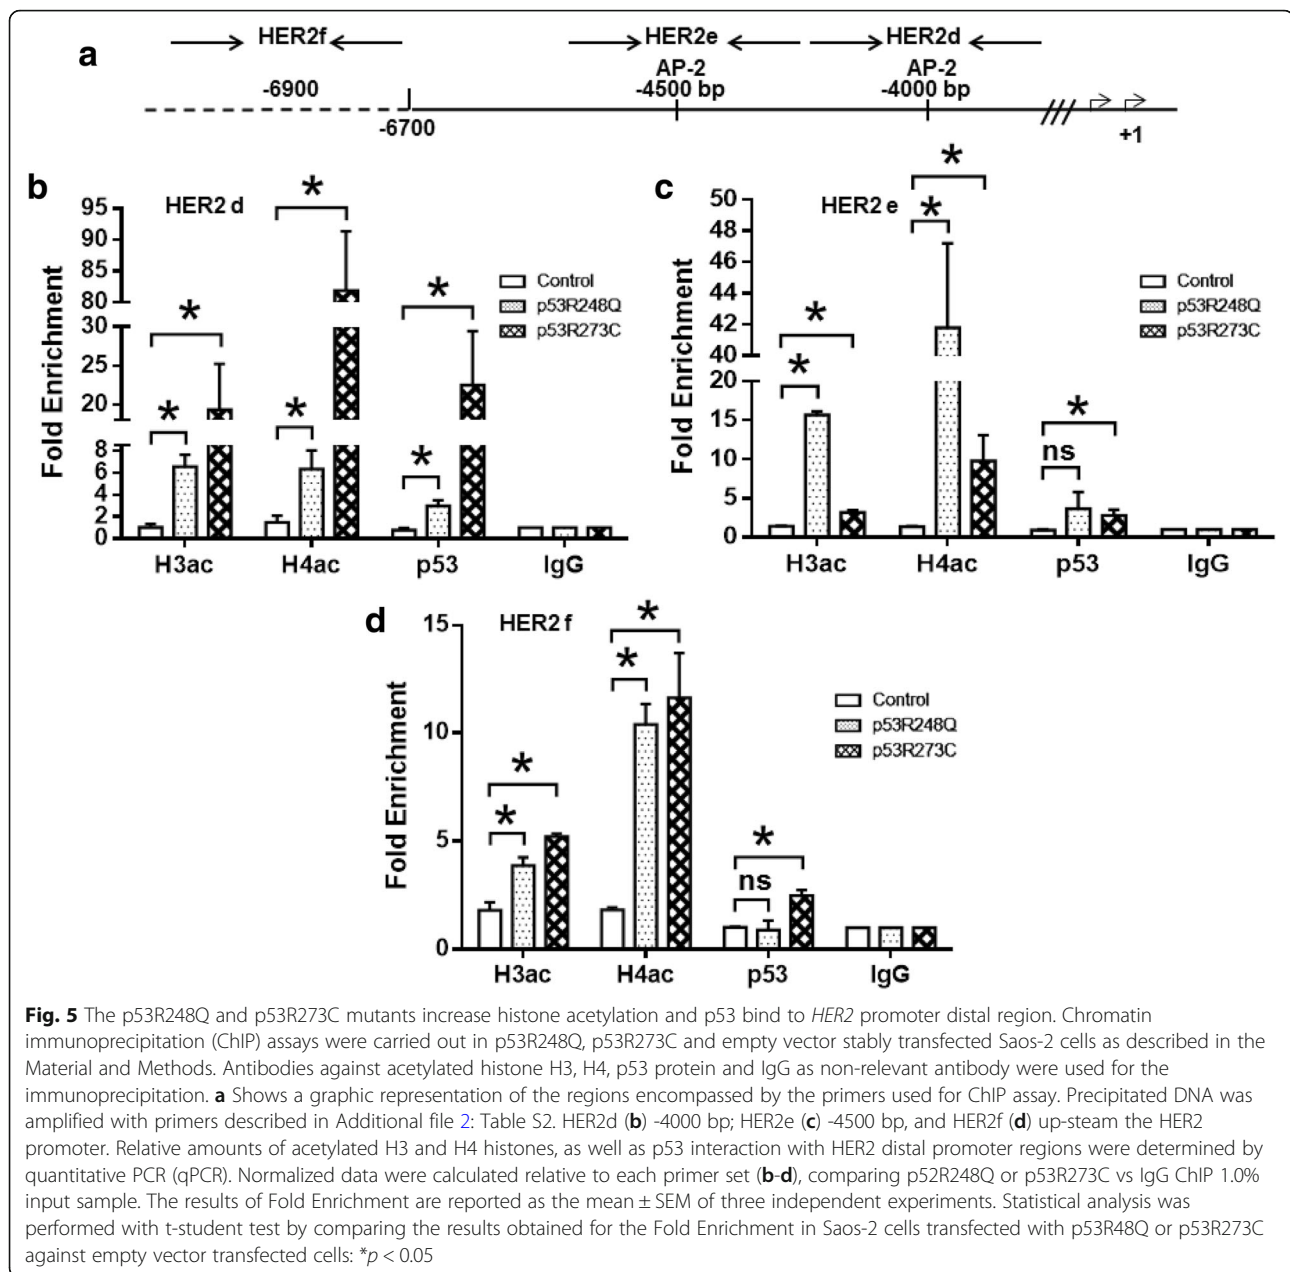 a
HER2f HER2e HER2d
AP-2 AP-2
-6900 -4500 bp -4000 bp
-6700 +1
b
HER2 d
Fold Enrichment
95
90
85
80
30
25
20
8
6
4
2
0
* * * * * *
Control
p53R248Q
p53R273C
H3ac H4ac p53 IgG
c
HER2 e
Fold Enrichment
50
48
46
44
42
40
20
15
10
5
0
* * * * ns *
Control
p53R248Q
p53R273C
H3ac H4ac p53 IgG
d
HER2 f
Fold Enrichment
15
10
5
0
* * * * ns *
Control
p53R248Q
p53R273C
H3ac H4ac p53 IgG
Fig. 5 The p53R248Q and p53R273C mutants increase histone acetylation and p53 bind to HER2 promoter distal region. Chromatin
immunoprecipitation (ChIP) assays were carried out in p53R248Q, p53R273C and empty vector stably transfected Saos-2 cells as described in the
Material and Methods. Antibodies against acetylated histone H3, H4, p53 protein and IgG as non-relevant antibody were used for the
immunoprecipitation. a Shows a graphic representation of the regions encompassed by the primers used for ChIP assay. Precipitated DNA was
amplified with primers described in Additional file 2: Table S2. HER2d (b) -4000 bp; HER2e (c) -4500 bp, and HER2f (d) up-steam the HER2
promoter. Relative amounts of acetylated H3 and H4 histones, as well as p53 interaction with HER2 distal promoter regions were determined by
quantitative PCR (qPCR). Normalized data were calculated relative to each primer set (b-d), comparing p52R248Q or p53R273C vs IgG ChIP 1.0%
input sample. The results of Fold Enrichment are reported as the mean ± SEM of three independent experiments. Statistical analysis was
performed with t-student test by comparing the results obtained for the Fold Enrichment in Saos-2 cells transfected with p53R48Q or p53R273C
against empty vector transfected cells: *p < 0.05